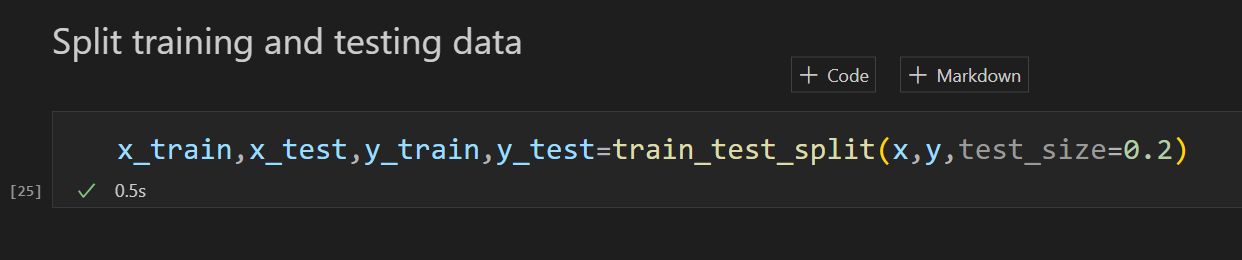 Split training and testing data
+ Code + Markdown
x_train,x_test,y_train,y_test=train_test_split(x,y,test_size=0.2)
[25] ✓ 0.5s